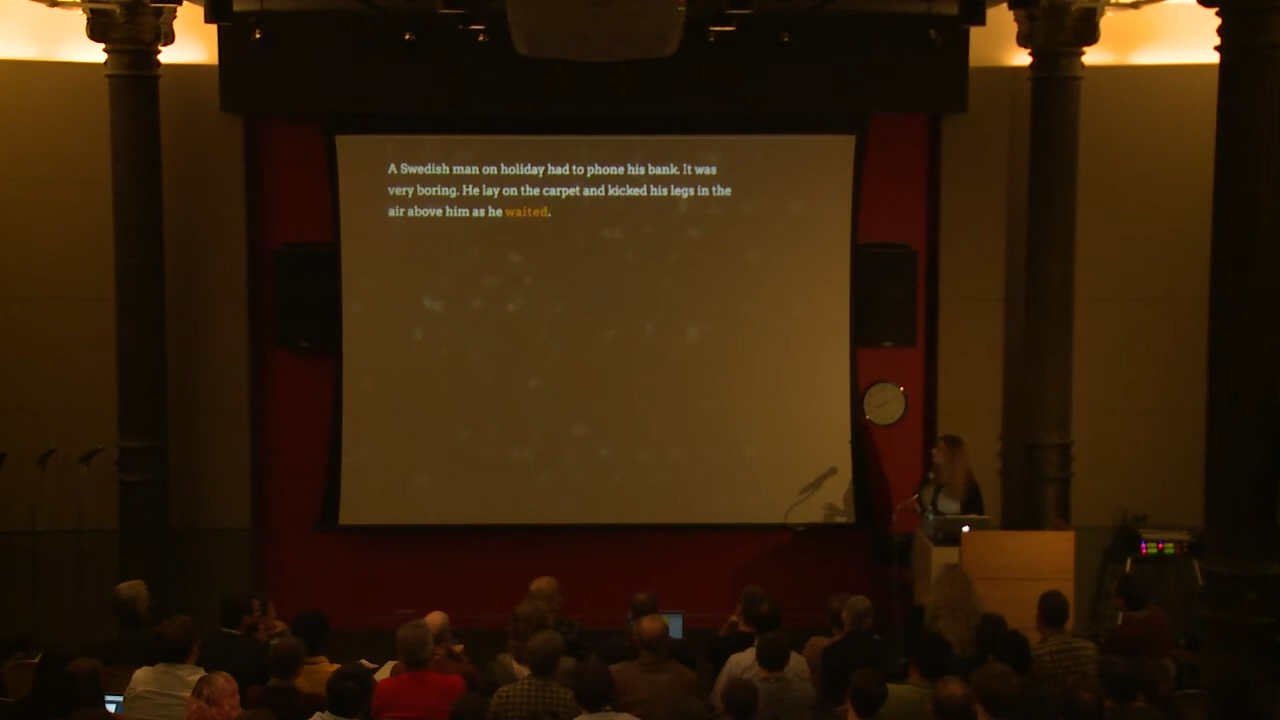 A Swedish man on holiday had to phone his bank. It was
very boring. He lay on the carpet and kicked his legs in the
air above him as he waited.